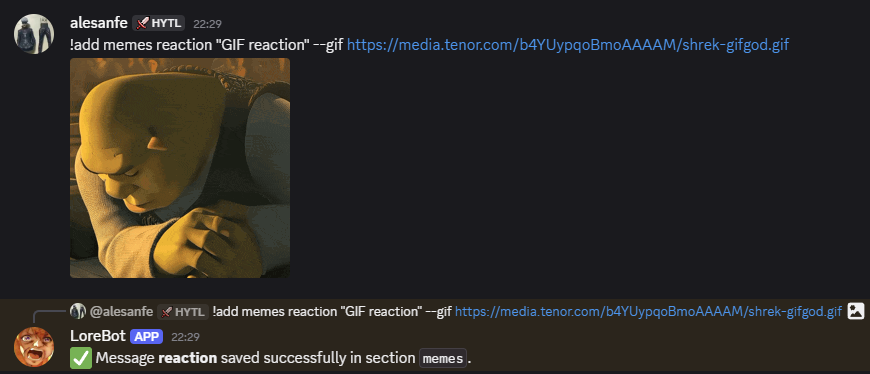 alesanfe HYTL 22:29
!add memes reaction "GIF reaction" --gif https://media.tenor.com/b4YUypqoBmoAAAAM/shrek-gifgod.gif
@alesanfe HYTL !add memes reaction "GIF reaction" --gif https://media.tenor.com/b4YUypqoBmoAAAAM/shrek-gifgod.gif
LoreBot APP 22:29
✅ Message reaction saved successfully in section memes.